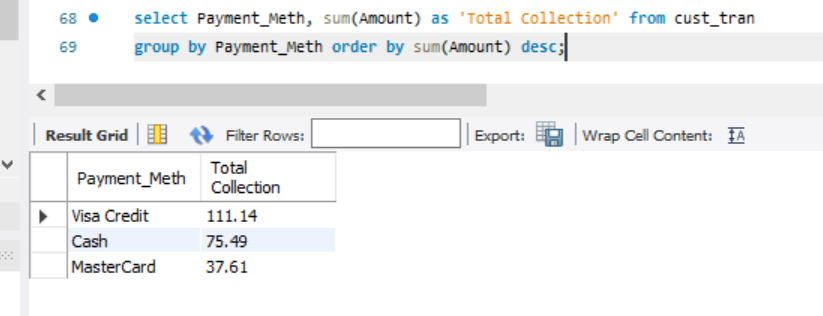 68 select Payment_Meth, sum(Amount) as 'Total Collection' from cust_tran
69 group by Payment_Meth order by sum(Amount) desc;
Result Grid Filter Rows: Export: Wrap Cell Content: IA
Payment_Meth Total Collection
Visa Credit 111.14
Cash 75.49
MasterCard 37.61